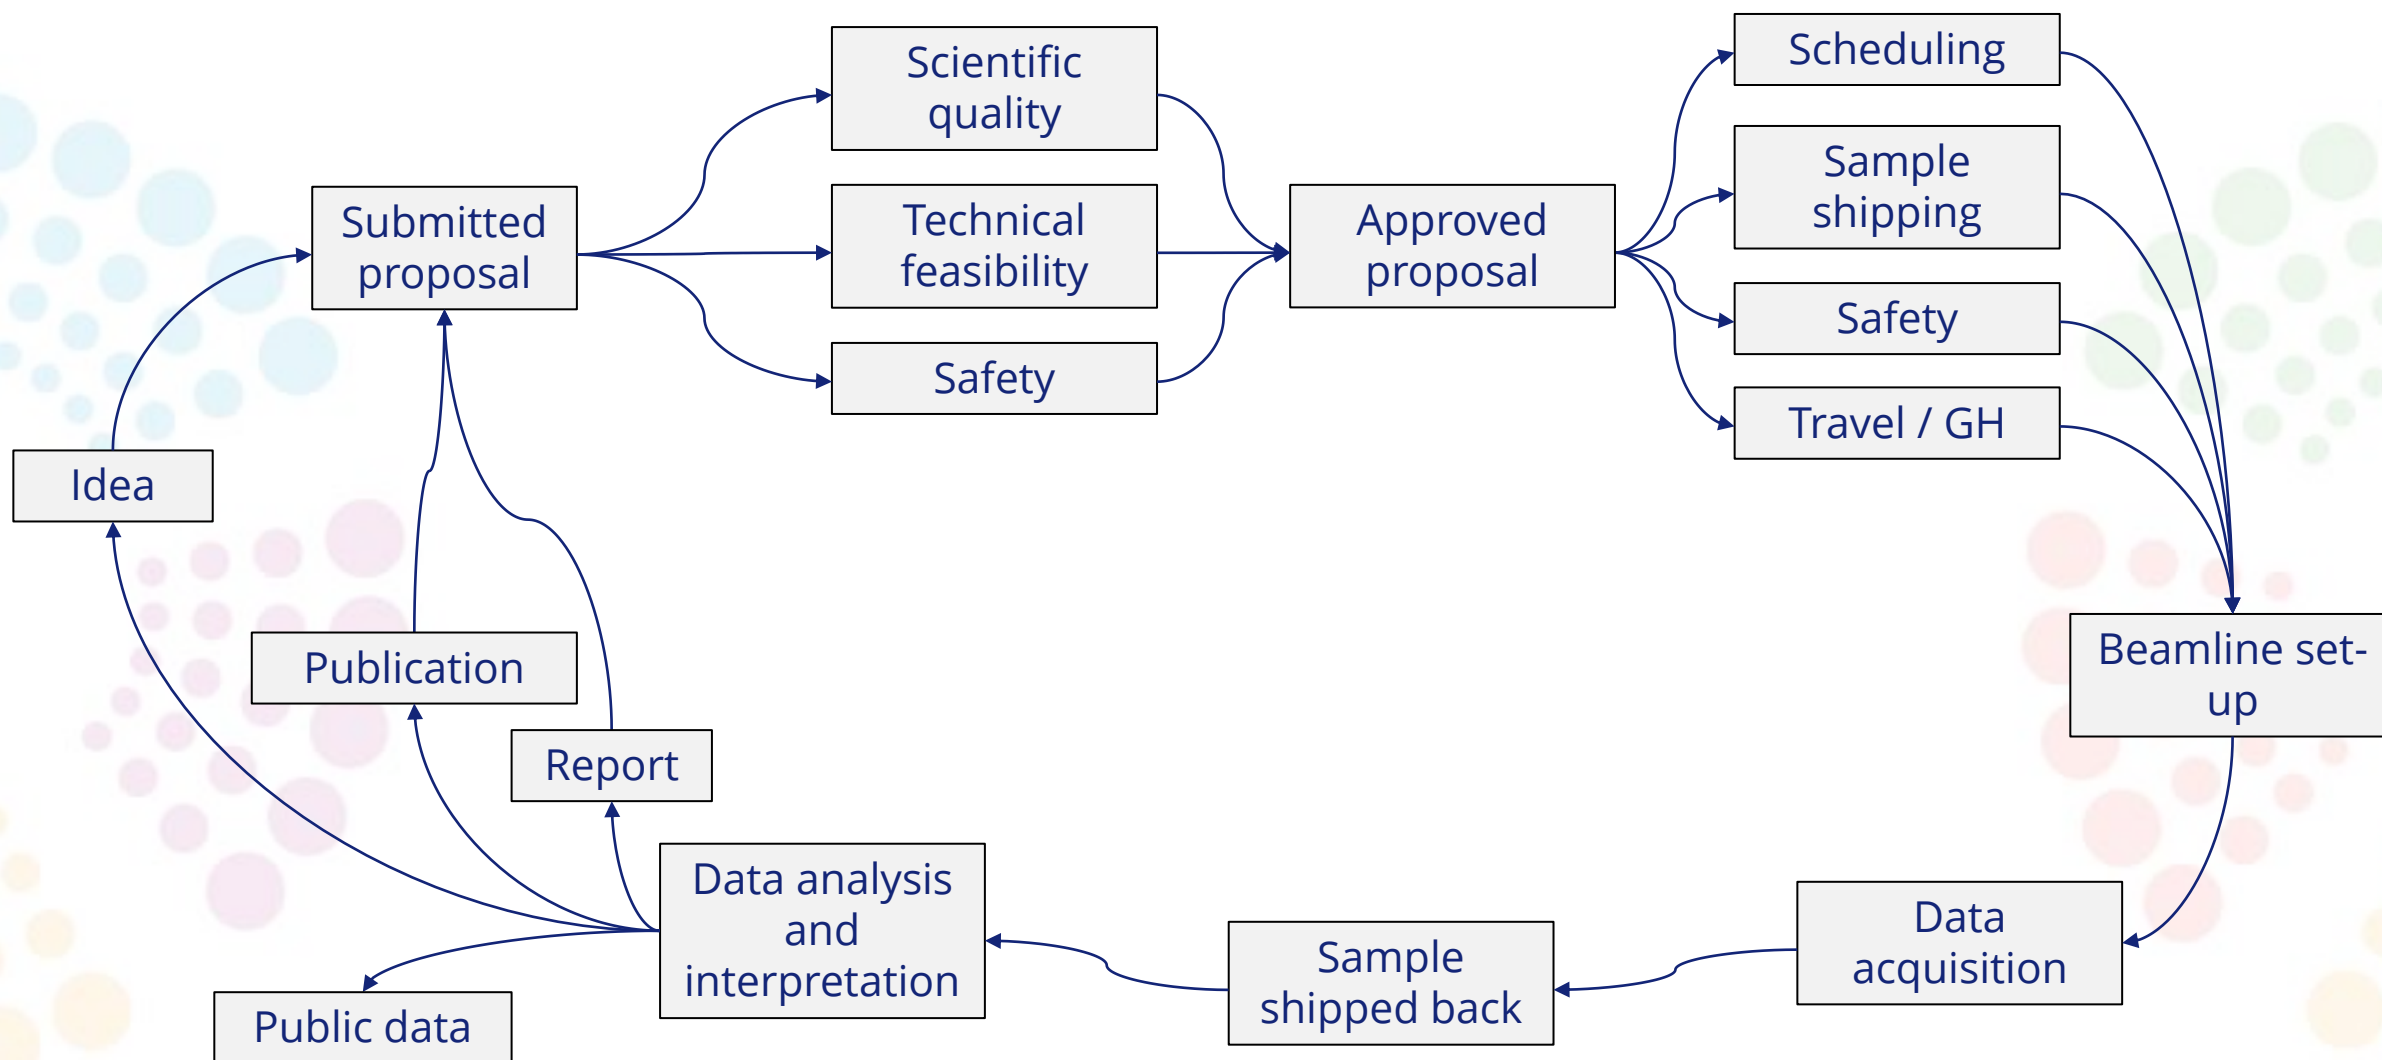 Scientific
quality
Scheduling
Sample
shipping
Submitted
proposal
Technical
feasibility
Approved
proposal
Safety
Safety
Travel / GH
Idea
Publication
Report
Beamline set-
up
Data analysis
and
interpretation
Sample
shipped back
Data
acquisition
Public data